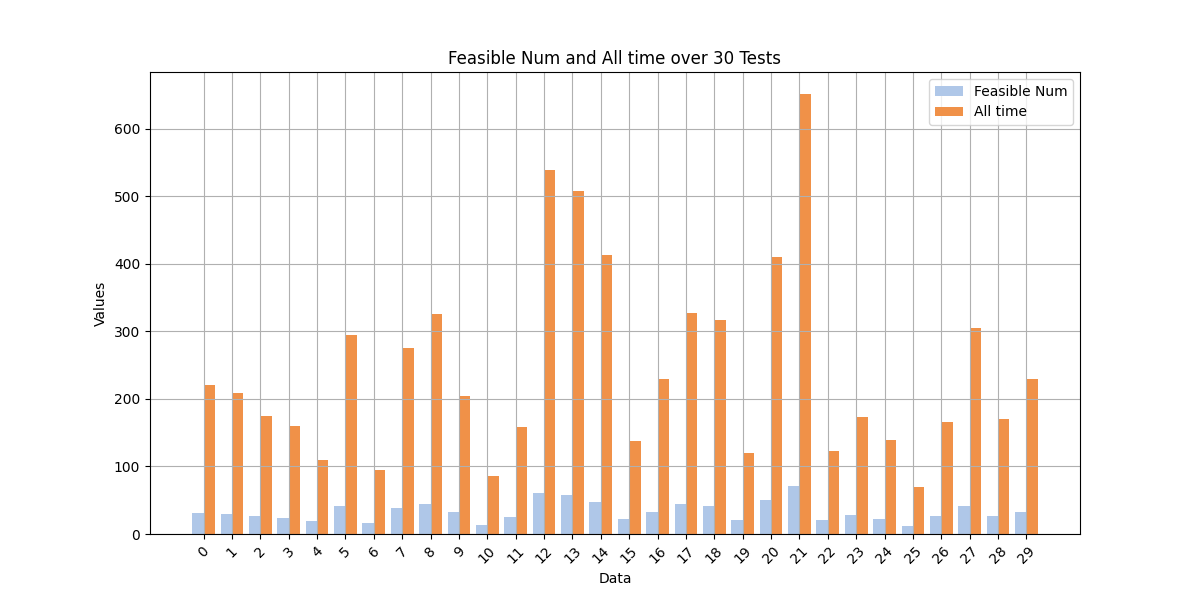 Feasible Num and All time over 30 Tests
Feasible Num
All time
Values
600
500
400
300
200
100
0
0 1 2 3 4 5 6 7 8 9 10 11 12 13 14 15 16 17 18 19 20 21 22 23 24 25 26 27 28 29
Data